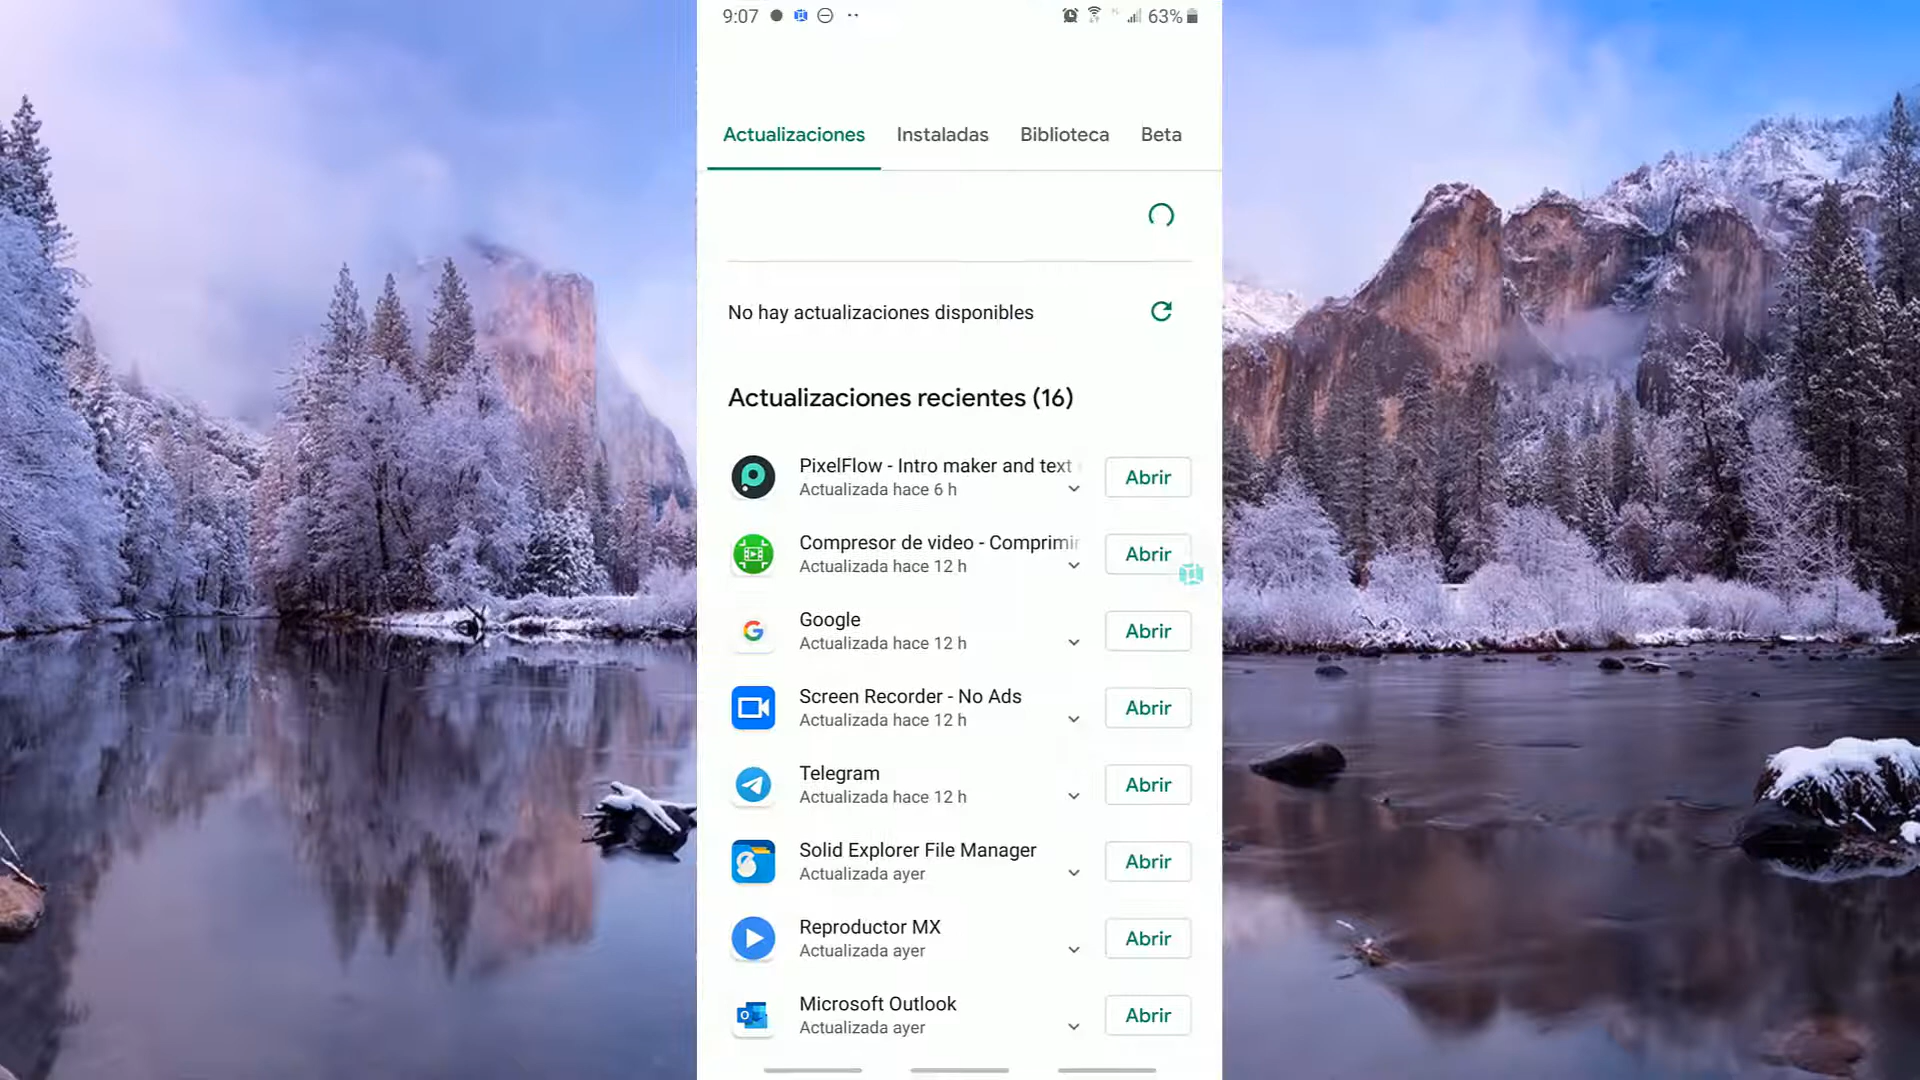 9:07
63%
Actualizaciones Instaladas Biblioteca Beta
No hay actualizaciones disponibles
Actualizaciones recientes (16)
PixelFlow - Intro maker and text
Actualizada hace 6 h
Abrir
Compresor de video - Comprimir
Actualizada hace 12 h
Abrir
Google
Actualizada hace 12 h
Abrir
Screen Recorder - No Ads
Actualizada hace 12 h
Abrir
Telegram
Actualizada hace 12 h
Abrir
Solid Explorer File Manager
Actualizada ayer
Abrir
Reproductor MX
Actualizada ayer
Abrir
Microsoft Outlook
Actualizada ayer
Abrir